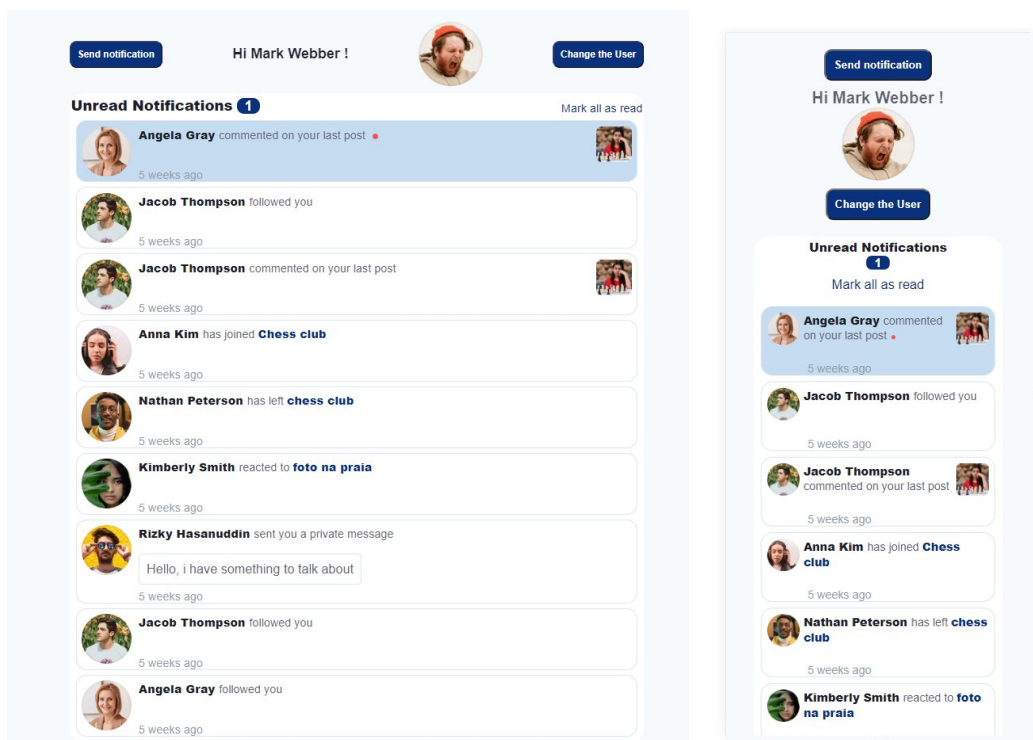 Send notification
Hi Mark Webber !
Change the User
Unread Notifications 1
Mark all as read
Angela Gray commented on your last post
5 weeks ago
Jacob Thompson followed you
5 weeks ago
Jacob Thompson commented on your last post
5 weeks ago
Anna Kim has joined Chess club
5 weeks ago
Nathan Peterson has left chess club
5 weeks ago
Kimberly Smith reacted to foto na praia
Rizky Hasanuddin sent you a private message
Hello, i have something to talk about
5 weeks ago
Jacob Thompson followed you
5 weeks ago
Angela Gray followed you
5 weeks ago
Send notification
Hi Mark Webber !
Change the User
Unread Notifications
1
Mark all as read
Angela Gray commented
on your last post
5 weeks ago
Jacob Thompson followed you
5 weeks ago
Jacob Thompson
commented on your last post
5 weeks ago
Anna Kim has joined Chess
club
5 weeks ago
Nathan Peterson has left chess
club
5 weeks ago
Kimberly Smith reacted to foto
na praia